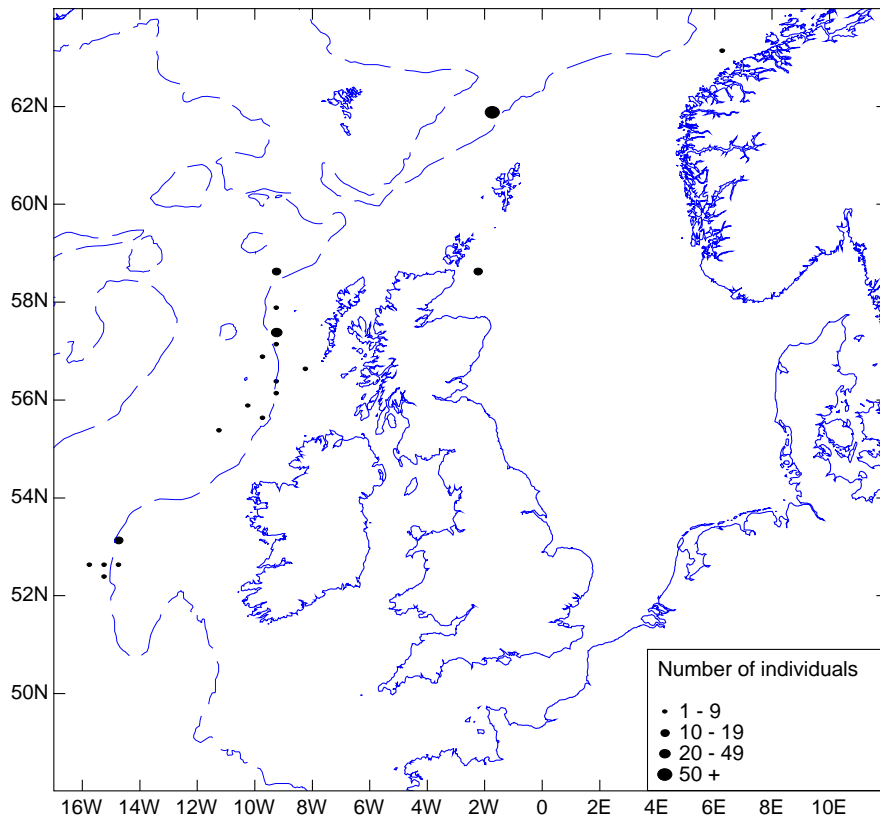 62N
60N
58N
56N
54N
52N
50N
Number of individuals
1 - 9
10 - 19
20 - 49
50 +
16W 14W 12W 10W 8W 6W 4W 2W 0 2E 4E 6E 8E 10E